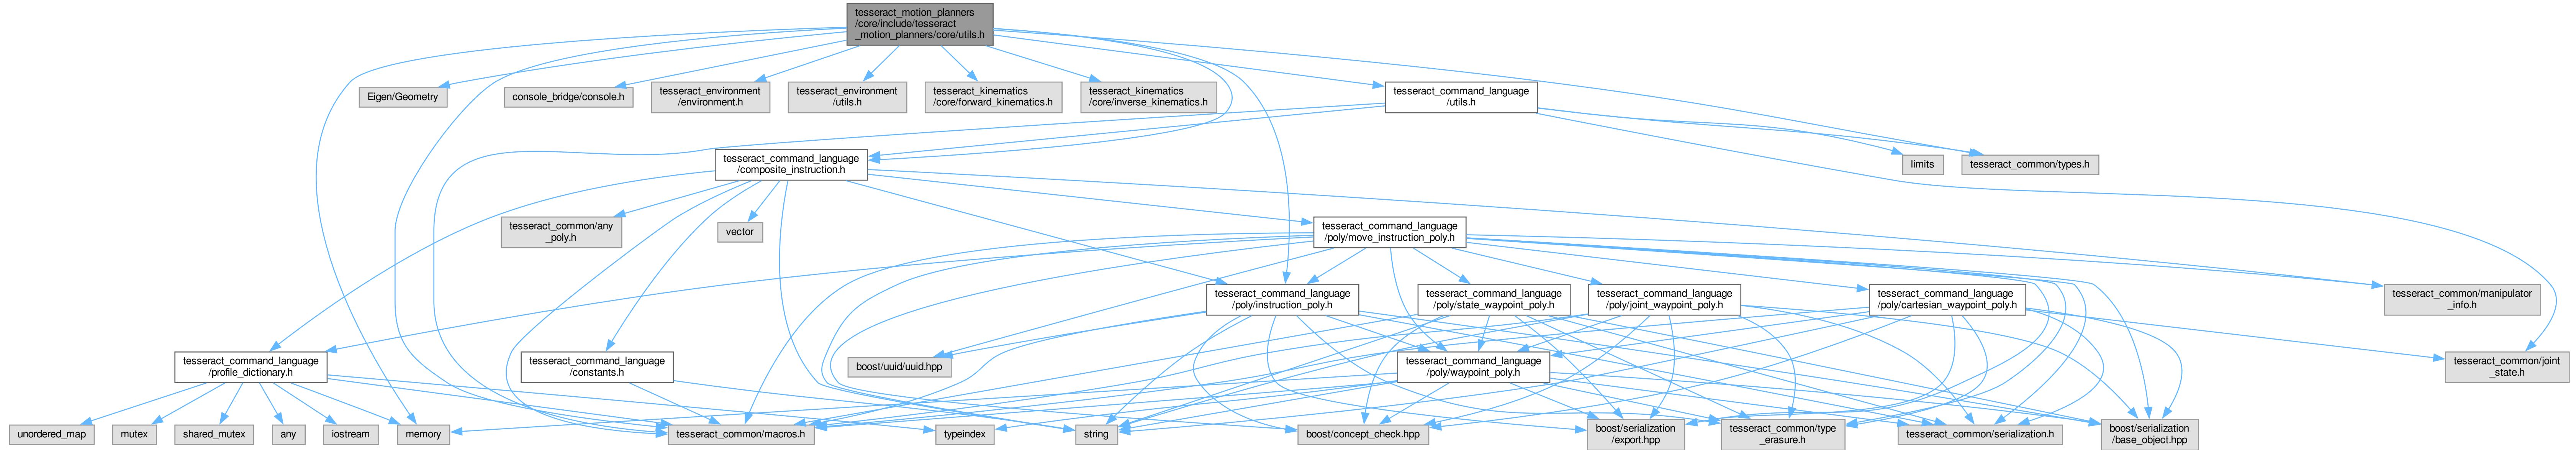 tesseract_motion_planners
/core/include/tesseract
_motion_planners/core/utils.h
Eigen/Geometry
console_bridge/console.h
tesseract_environment
/environment.h
tesseract_environment
/utils.h
tesseract_kinematics
/core/forward_kinematics.h
tesseract_kinematics
/core/inverse_kinematics.h
tesseract_command_language
/utils.h
tesseract_command_language
/composite_instruction.h
limits
tesseract_common/types.h
tesseract_common/any
_poly.h
vector
tesseract_command_language
/poly/move_instruction_poly.h
tesseract_command_language
/poly/instruction_poly.h
tesseract_command_language
/poly/state_waypoint_poly.h
tesseract_command_language
/poly/joint_waypoint_poly.h
tesseract_command_language
/poly/cartesian_waypoint_poly.h
tesseract_common/manipulator
_info.h
tesseract_command_language
/profile_dictionary.h
tesseract_command_language
/constants.h
boost/uuid/uuid.hpp
tesseract_command_language
/poly/waypoint_poly.h
tesseract_common/joint
_state.h
unordered_map
mutex
shared_mutex
any
iostream
memory
tesseract_common/macros.h
typeindex
string
boost/concept_check.hpp
boost/serialization
/export.hpp
tesseract_common/type
_erasure.h
tesseract_common/serialization.h
boost/serialization
/base_object.hpp